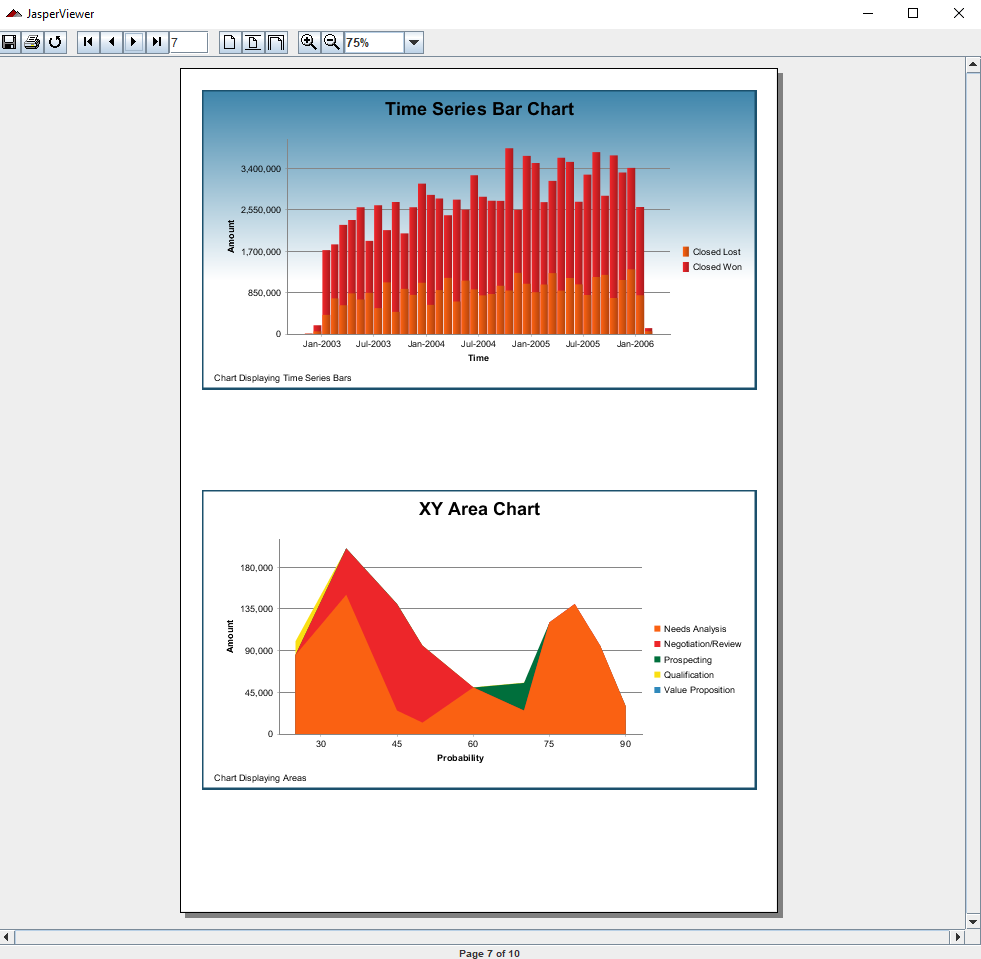 JasperViewer
7
75%
Time Series Bar Chart
3,400,000
2,550,000
1,700,000
850,000
0
Amount
Closed Lost
Closed Won
Jan-2003 Jul-2003 Jan-2004 Jul-2004 Jan-2005 Jul-2005 Jan-2006
Time
Chart Displaying Time Series Bars
XY Area Chart
180,000
135,000
90,000
45,000
0
Amount
Needs Analysis
Negotiation/Review
Prospecting
Qualification
Value Proposition
30 45 60 75 90
Probability
Chart Displaying Areas
Page 7 of 10